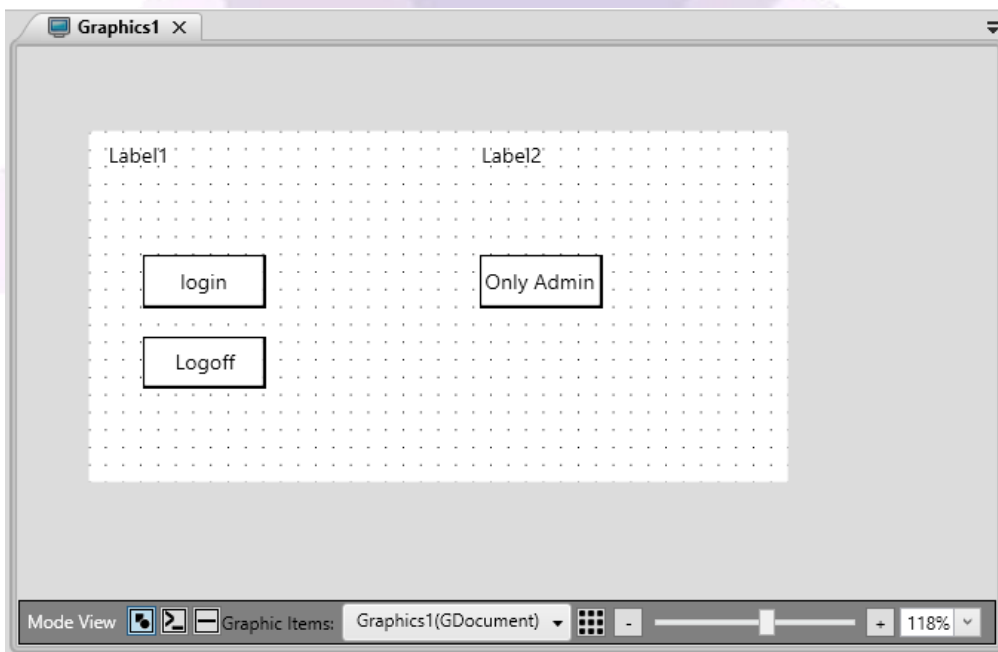 Graphics1
Label1 Label2
login Only Admin
Logoff
Mode View Graphic Items: Graphics1(GDocument) - + 118%